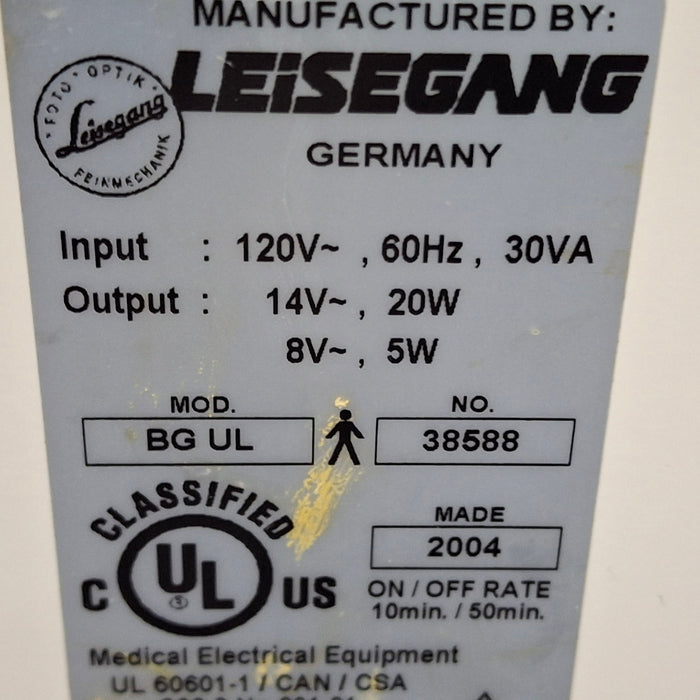 MANUFACTURED BY:
FOTO · OPTIK
Leisegang
FEINMECHANIK
LEiSEGANG
GERMANY
Input : 120V~ , 60Hz , 30VA
Output : 14V~ , 20W
8V~ , 5W
MOD.
BG UL
NO.
38588
CLASSIFIED
C UL US
MADE
2004
ON / OFF RATE
10min. / 50min.
Medical Electrical Equipment
UL 60601-1 / CAN / CSA